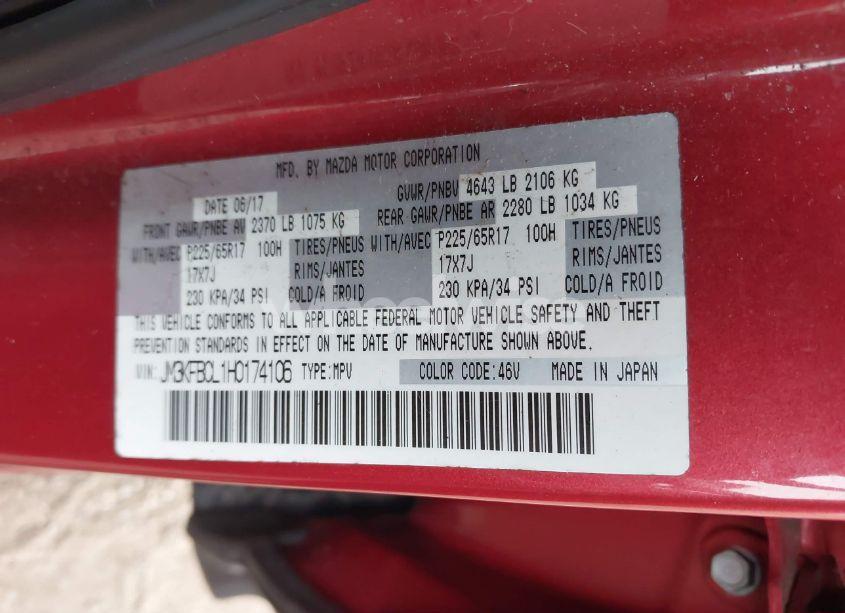 MFD. BY MAZDA MOTOR CORPORATION
DATE 06/17 GVWR/PNBV 4643 LB 2106 KG
FRONT GAWR/PNBE AV 2370 LB 1075 KG REAR GAWR/PNBE AR 2280 LB 1034 KG
WITH/AVEC P225/65R17 100H TIRES/PNEUS WITH/AVEC P225/65R17 100H TIRES/PNEUS
17X7J RIMS/JANTES 17X7J RIMS/JANTES
230 KPA/34 PSI COLD/A FROID 230 KPA/34 PSI COLD/A FROID
THIS VEHICLE CONFORMS TO ALL APPLICABLE FEDERAL MOTOR VEHICLE SAFETY AND THEFT
PREVENTION STANDARDS IN EFFECT ON THE DATE OF MANUFACTURE SHOWN ABOVE.
VIN: JM3KFBCL1H0174106 TYPE:MPV COLOR CODE:46V MADE IN JAPAN